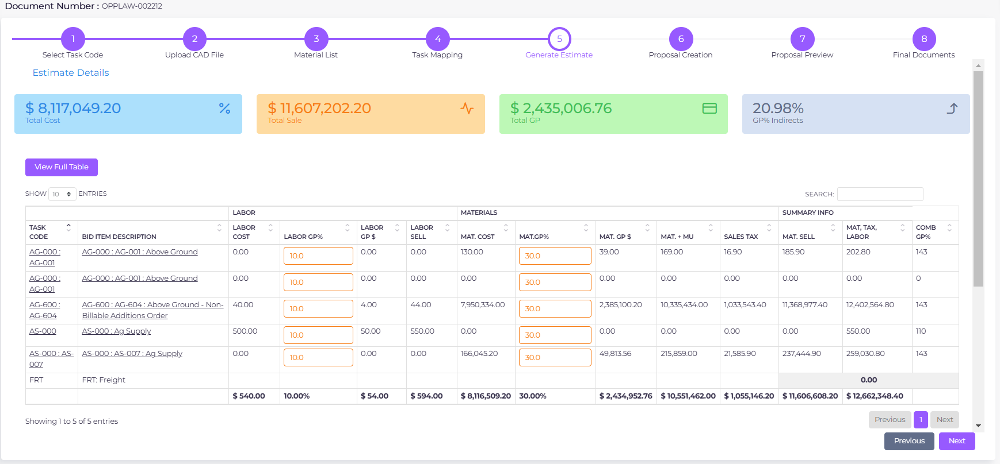 Document Number : OPPLAW-002212
1 2 3 4 5 6 7 8
Select Task Code Upload CAD File Material List Task Mapping Generate Estimate Proposal Creation Proposal Preview Final Documents
Estimate Details
$ 8,117,049.20 $ 11,607,202.20 $ 2,435,006.76 20.98%
Total Cost Total Sale Total GP GP% Indirects
View Full Table
SHOW 10 ENTRIES SEARCH:
LABOR MATERIALS SUMMARY INFO
TASK LABOR LABOR LABOR MAT, TAX, COMB
CODE BID ITEM DESCRIPTION COST LABOR GP% GP $ SELL MAT. COST MAT.GP% MAT. GP $ MAT. + MU SALES TAX MAT. SELL LABOR GP%
AG-000 : AG-000 : AG-001 : Above Ground 0.00 10.0 0.00 0.00 130.00 30.0 39.00 169.00 16.90 185.90 202.80 143
AG-001
AG-000 : AG-000 : AG-001 : Above Ground 0.00 10.0 0.00 0.00 0.00 30.0 0.00 0.00 0.00 0.00 0.00 0
AG-001
AG-600 : AG-600 : AG-604 : Above Ground - Non- 40.00 10.0 4.00 44.00 7,950,334.00 30.0 2,385,100.20 10,335,434.00 1,033,543.40 11,368,977.40 12,402,564.80 143
AG-604 Billable Additions Order
AS-000 AS-000 : Ag Supply 500.00 10.0 50.00 550.00 0.00 30.0 0.00 0.00 0.00 0.00 550.00 110
AS-000 : AS- AS-000 : AS-007 : Ag Supply 0.00 10.0 0.00 0.00 166,045.20 30.0 49,813.56 215,859.00 21,585.90 237,444.90 259,030.80 143
007
FRT FRT: Freight 0.00
$ 540.00 10.00% $ 54.00 $ 594.00 $ 8,116,509.20 30.00% $ 2,434,952.76 $ 10,551,462.00 $ 1,055,146.20 $ 11,606,608.20 $ 12,662,348.40
Showing 1 to 5 of 5 entries Previous 1 Next
Previous Next